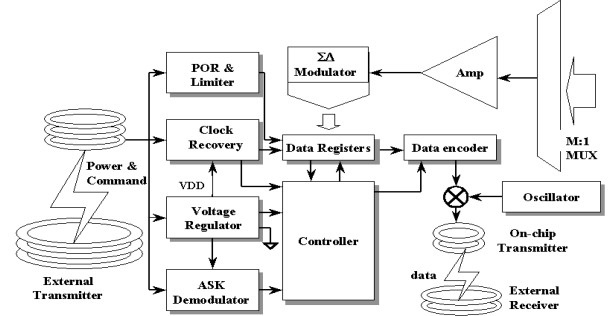 POR &
Limiter
ΣΔ
Modulator
Amp
M:1
MUX
Clock
Recovery
Data Registers
Data encoder
Power &
Command
VDD
Voltage
Regulator
Controller
Oscillator
On-chip
Transmitter
External
Transmitter
ASK
Demodulator
data
External
Receiver